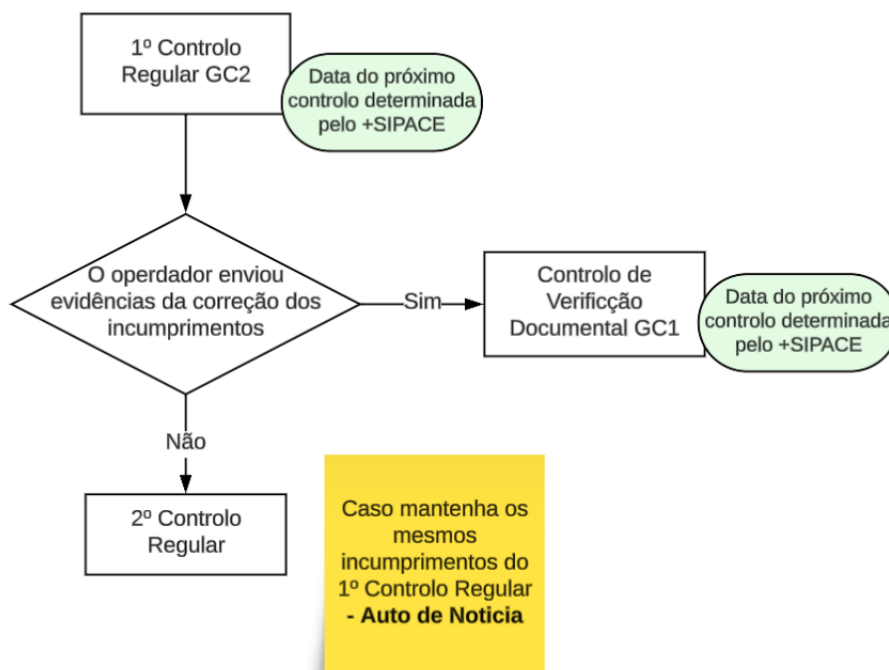 1º Controlo
Regular GC2
Data do próximo
controlo determinada
pelo +SIPACE
O operdador enviou
evidências da correção dos
incumprimentos
Sim
Controlo de
Verificção
Documental GC1
Data do próximo
controlo determinada
pelo +SIPACE
Não
2º Controlo
Regular
Caso mantenha os
mesmos
incumprimentos do
1º Controlo Regular
- Auto de Noticia